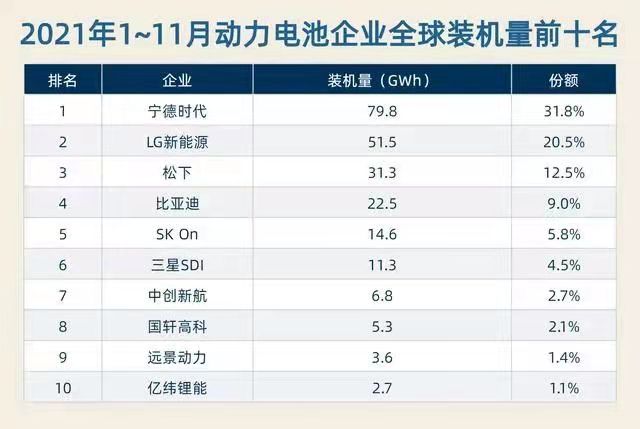 2021年1~11月动力电池企业全球装机量前十名
排名 企业 装机量（GWh） 份额
1 宁德时代 79.8 31.8%
2 LG新能源 51.5 20.5%
3 松下 31.3 12.5%
4 比亚迪 22.5 9.0%
5 SK On 14.6 5.8%
6 三星SDI 11.3 4.5%
7 中创新航 6.8 2.7%
8 国轩高科 5.3 2.1%
9 远景动力 3.6 1.4%
10 亿纬锂能 2.7 1.1%